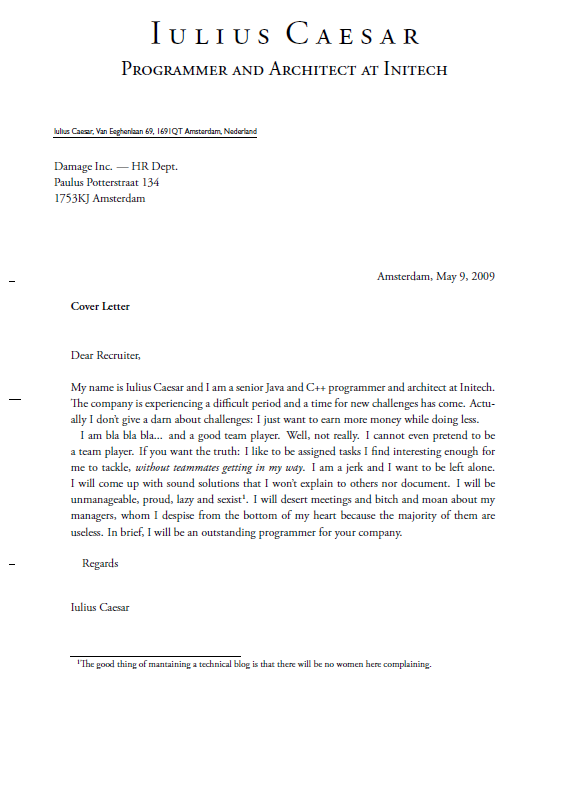 Iulius Caesar
Programmer and Architect at Initech
Iulius Caesar, Van Eeghenlaan 69, 1691QT Amsterdam, Nederland
Damage Inc. — HR Dept.
Paulus Potterstraat 134
1753KJ Amsterdam
Amsterdam, May 9, 2009
Cover Letter
Dear Recruiter,
My name is Iulius Caesar and I am a senior Java and C++ programmer and architect at Initech.
The company is experiencing a difficult period and a time for new challenges has come. Actu-
ally I don't give a darn about challenges: I just want to earn more money while doing less.
I am bla bla bla... and a good team player. Well, not really. I cannot even pretend to be
a team player. If you want the truth: I like to be assigned tasks I find interesting enough for
me to tackle, without teammates getting in my way. I am a jerk and I want to be left alone.
I will come up with sound solutions that I won't explain to others nor document. I will be
unmanageable, proud, lazy and sexist¹. I will desert meetings and bitch and moan about my
managers, whom I despise from the bottom of my heart because the majority of them are
useless. In brief, I will be an outstanding programmer for your company.
Regards
Iulius Caesar
¹The good thing of mantaining a technical blog is that there will be no women here complaining.